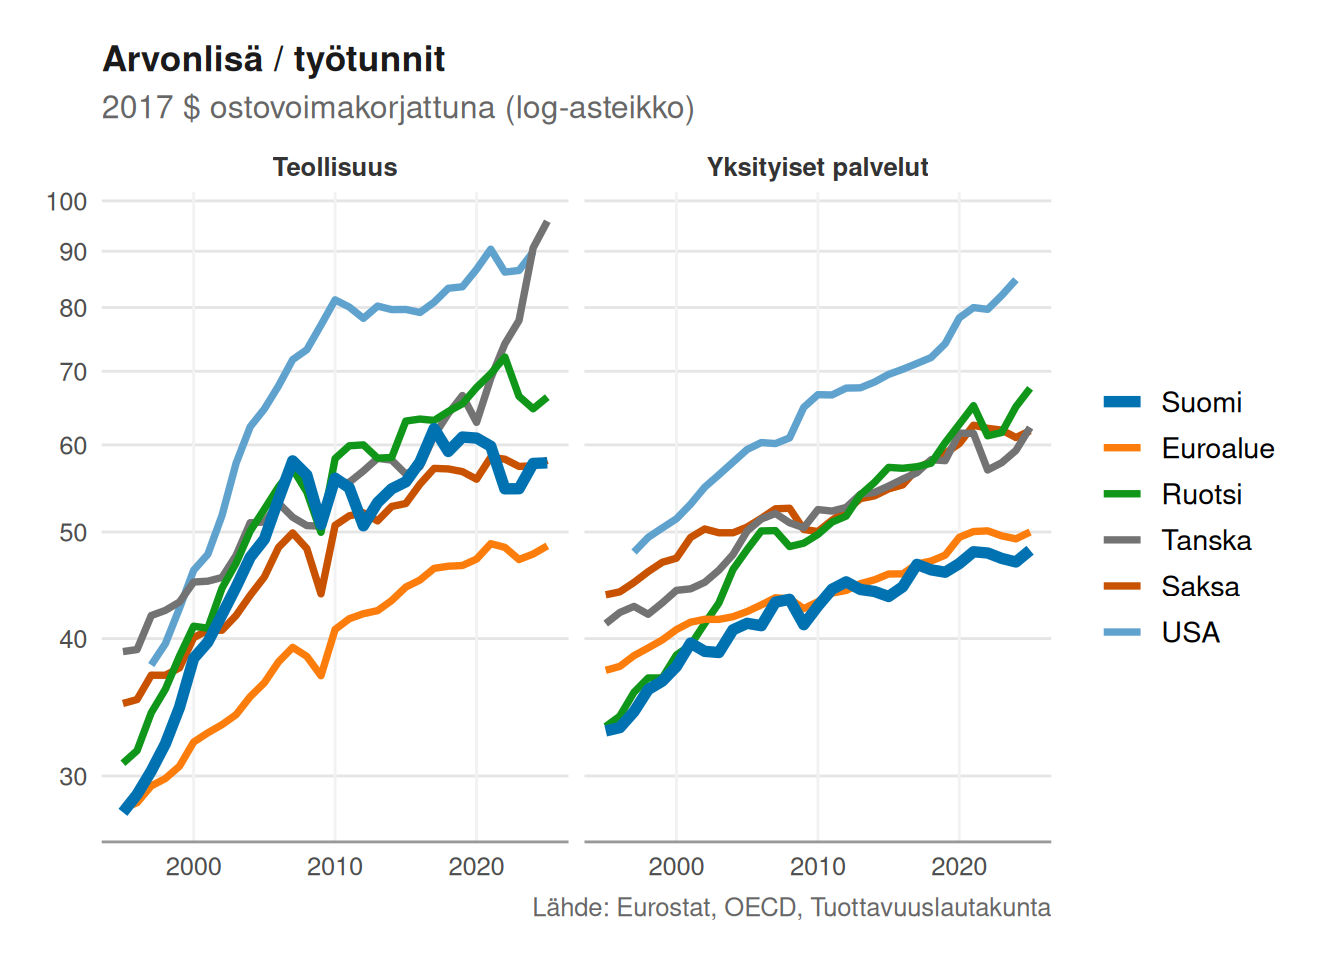 Arvonlisä / työtunnit
2017 $ ostovoimakorjattuna (log-asteikko)
Teollisuus
Yksityiset palvelut
100
90
80
70
60
50
40
30
2000
2010
2020
2000
2010
2020
Suomi
Euroalue
Ruotsi
Tanska
Saksa
USA
Lähde: Eurostat, OECD, Tuottavuuslautakunta